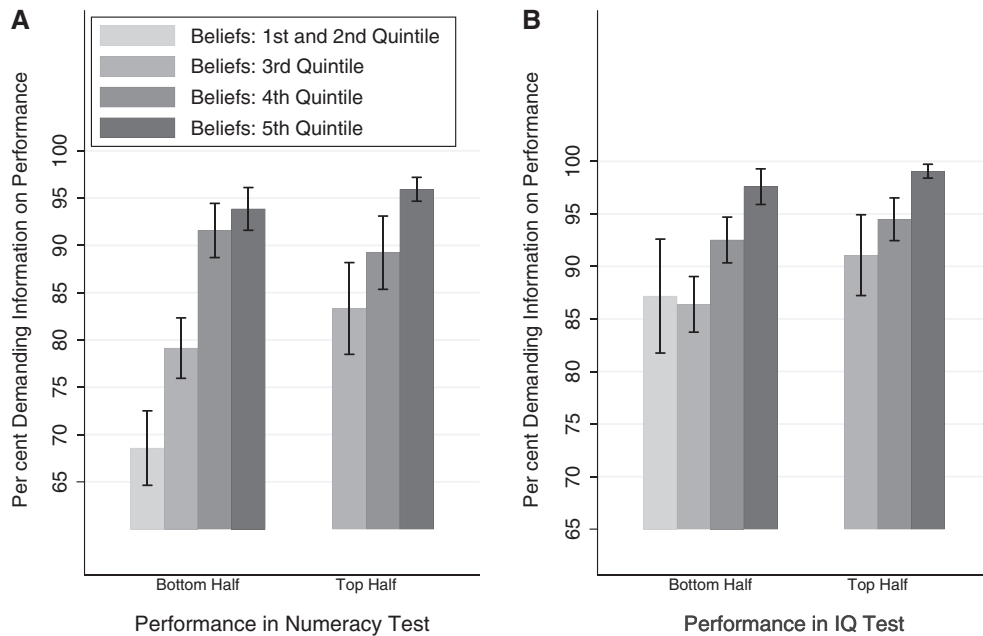 A
Beliefs: 1st and 2nd Quintile
Beliefs: 3rd Quintile
Beliefs: 4th Quintile
Beliefs: 5th Quintile
Per cent Demanding Information on Performance
100
95
90
85
80
75
70
65
Bottom Half
Top Half
Performance in Numeracy Test
B
Per cent Demanding Information on Performance
100
95
90
85
80
75
70
65
Bottom Half
Top Half
Performance in IQ Test